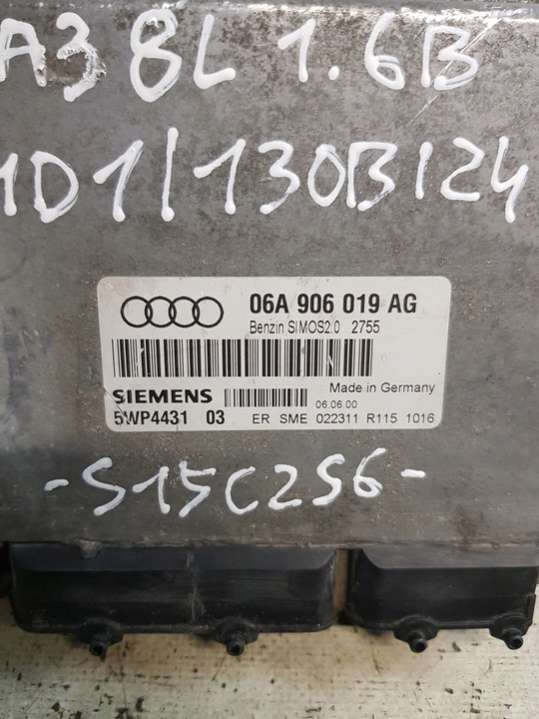 A3 8L 1.6B
1D1/130B124
06A 906 019 AG
Benzin SIMOS2.0 2755
SIEMENS
Made in Germany
06.06.00
5WP4431 03 ER SME 022311 R115 1016
-S15C2S6-